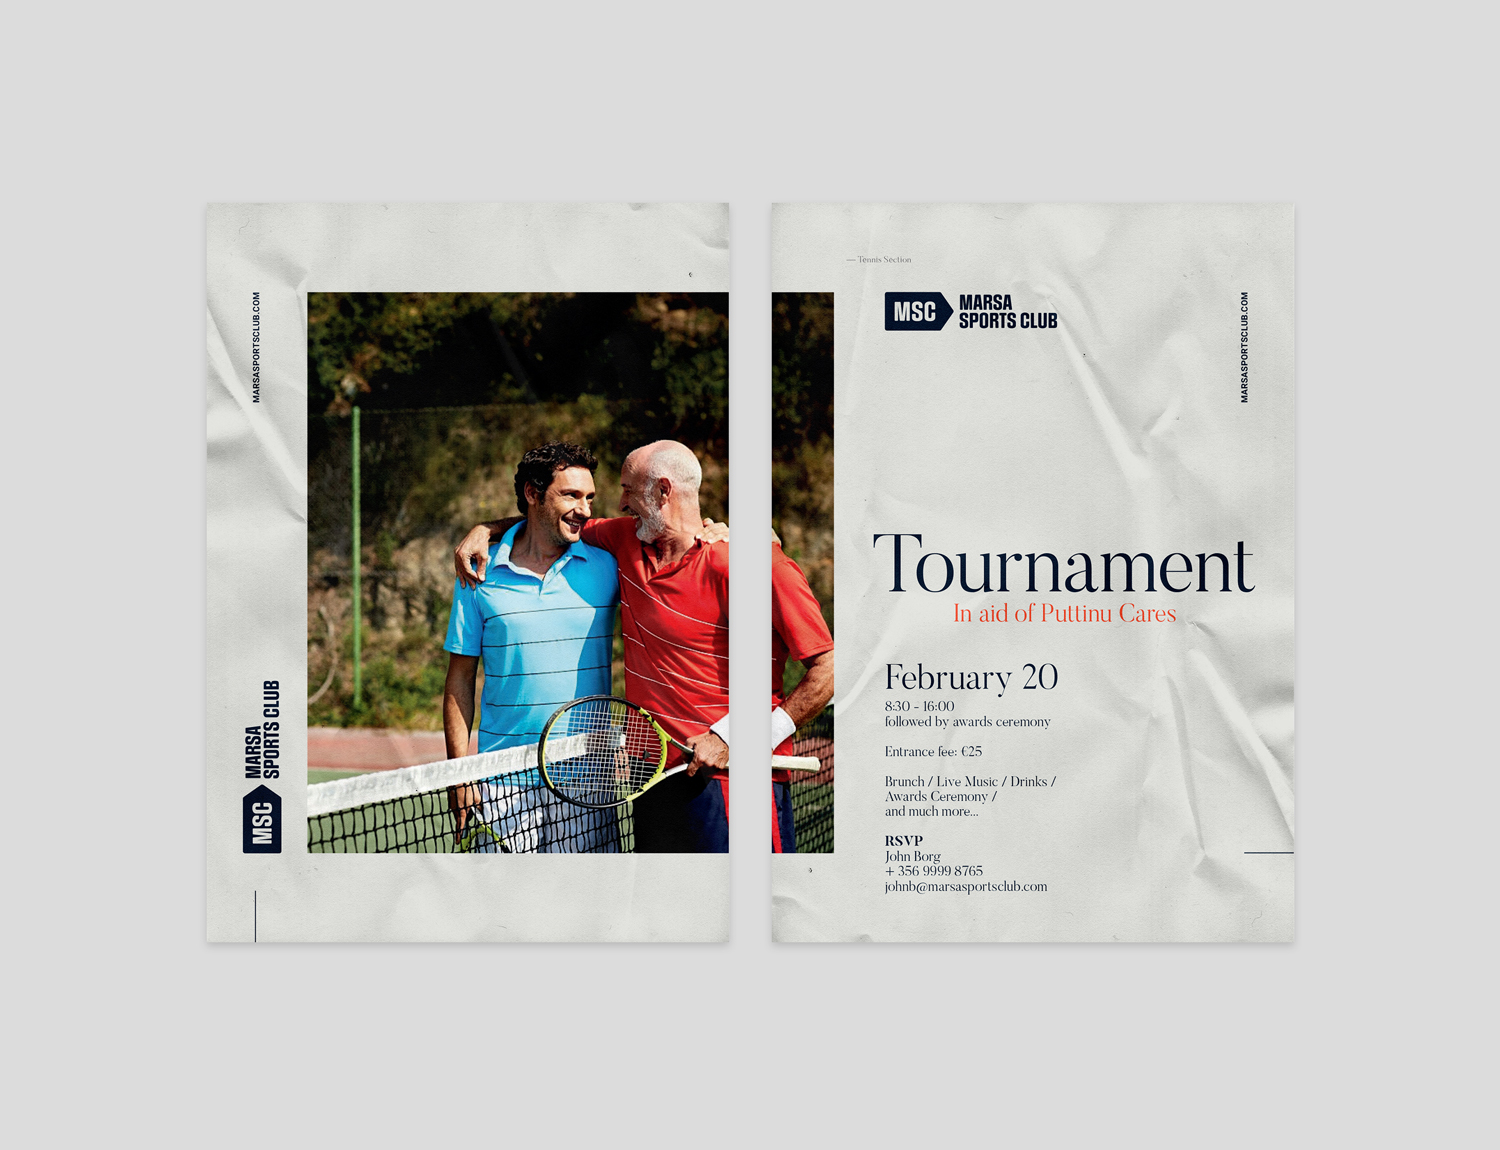 MARSASPORTSCLUB.COM
MSC
MARSA
SPORTS CLUB
— Tennis Section
MSC
MARSA
SPORTS CLUB
MARSASPORTSCLUB.COM
Tournament
In aid of Puttinu Cares
February 20
8:30 - 16:00
followed by awards ceremony
Entrance fee: €25
Brunch / Live Music / Drinks /
Awards Ceremony /
and much more...
RSVP
John Borg
+ 356 9999 8765
johnb@marsasportsclub.com